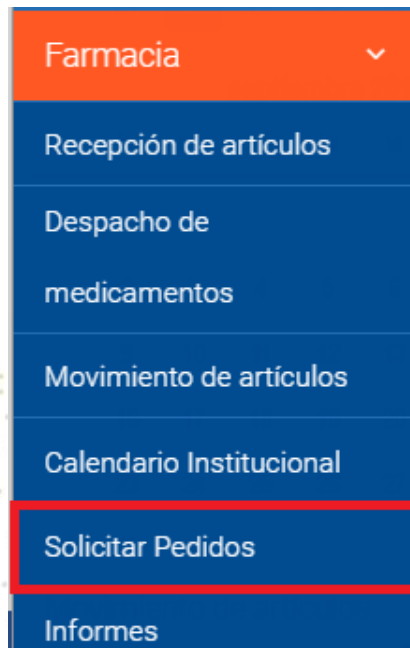 Farmacia
Recepción de artículos
Despacho de
medicamentos
Movimiento de artículos
Calendario Institucional
Solicitar Pedidos
Informes